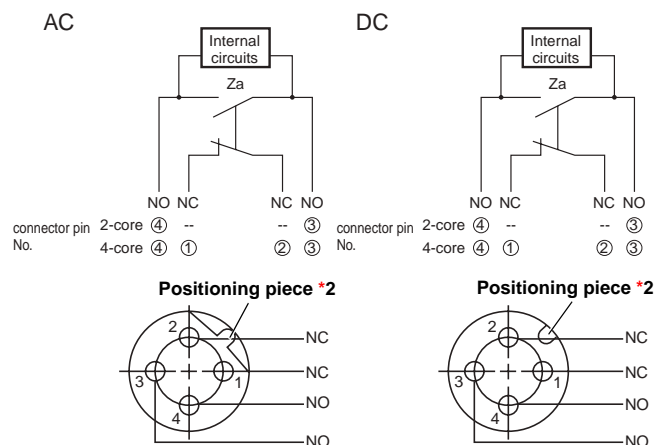 AC
Internal
circuits
Za
NO NC NC NO
connector pin
No.
2-core ④ -- -- ③
4-core ④ ① ② ③
Positioning piece *2
2
NC
3
1
NC
4
NO
NO
DC
Internal
circuits
Za
NO NC NC NO
connector pin
No.
2-core ④ -- -- ③
4-core ④ ① ② ③
Positioning piece *2
2
NC
3
1
NC
4
NO
NO